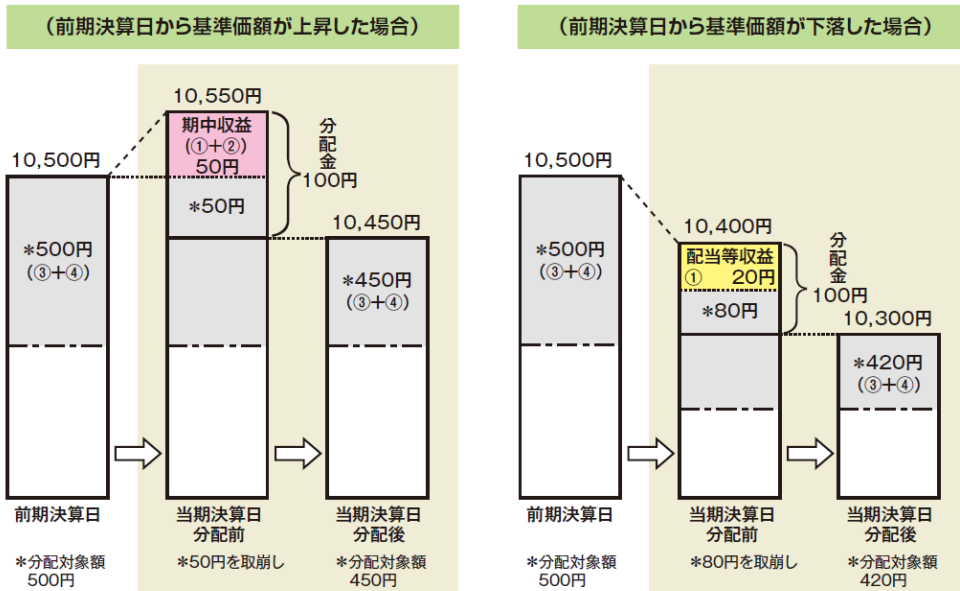 (前期決算日から基準価額が上昇した場合)
10,550円
期中収益
(①+②)
50円
分配金
100円
10,500円
*50円
10,450円
*500円
(③+④)
*450円
(③+④)
前期決算日
当期決算日
分配前
当期決算日
分配後
*分配対象額
500円
*50円を取崩し
*分配対象額
450円
(前期決算日から基準価額が下落した場合)
10,500円
10,400円
配当等収益
① 20円
分配金
100円
*500円
(③+④)
*80円
10,300円
*420円
(③+④)
前期決算日
当期決算日
分配前
当期決算日
分配後
*分配対象額
500円
*80円を取崩し
*分配対象額
420円